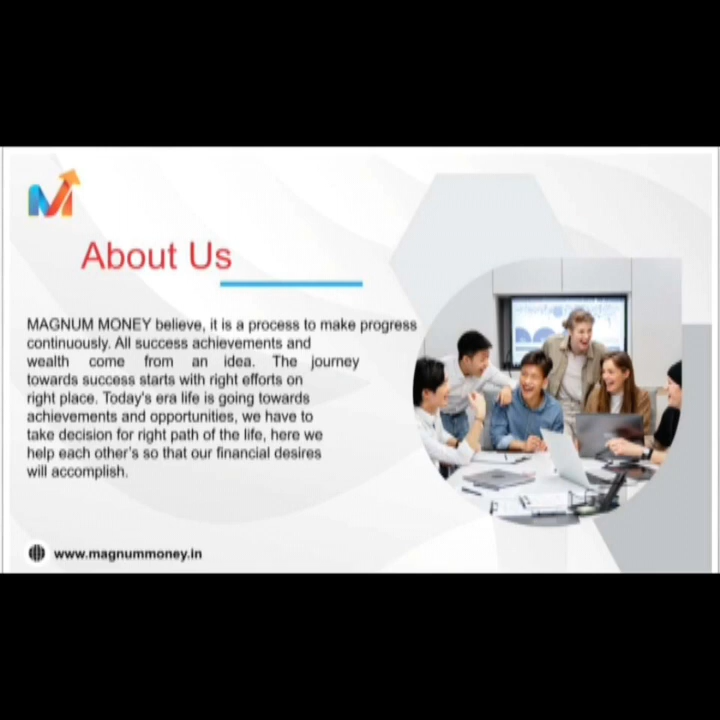 About Us
MAGNUM MONEY believe, it is a process to make progress
continuously. All success achievements and
wealth come from an idea. The journey
towards success starts with right efforts on
right place. Today's era life is going towards
achievements and opportunities, we have to
take decision for right path of the life, here we
help each other's so that our financial desires
will accomplish.
www.magnummoney.in